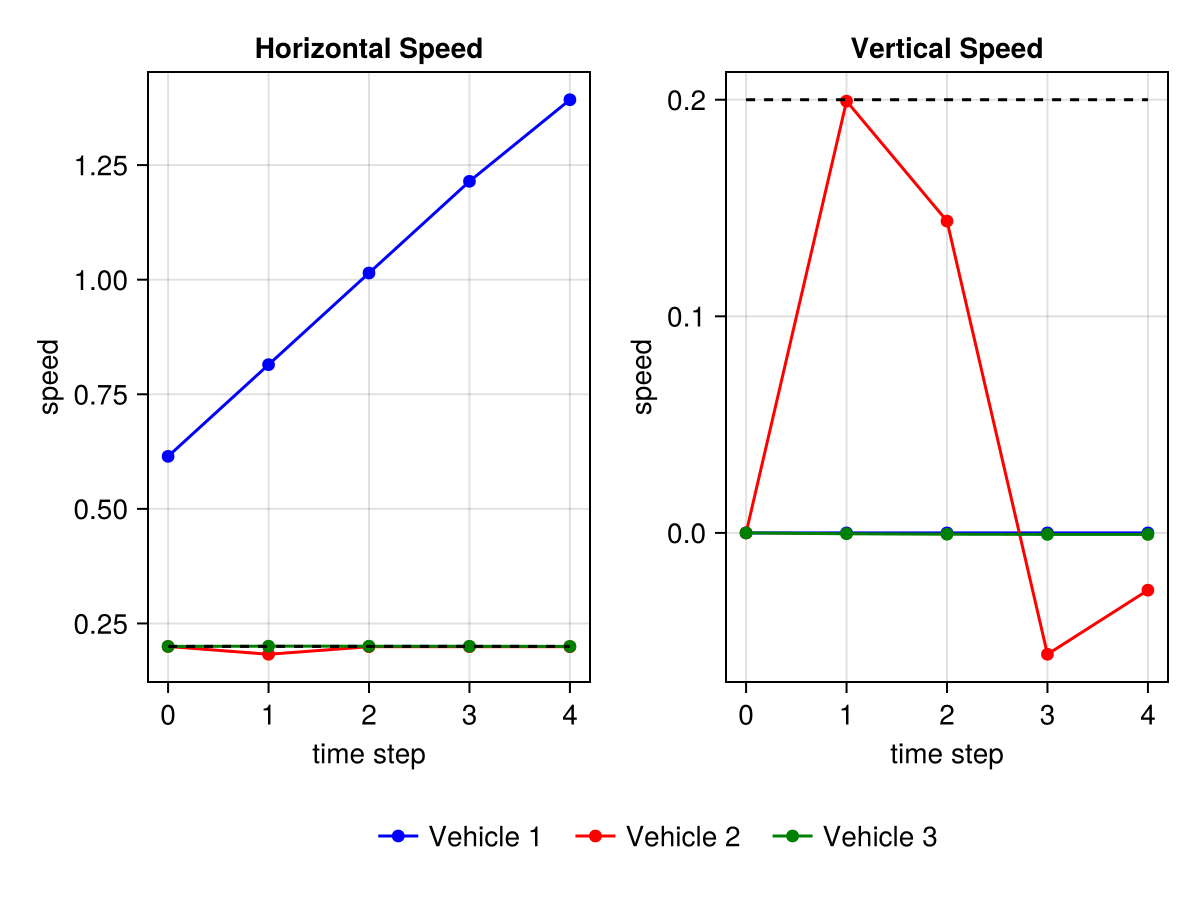 Horizontal Speed
Vertical Speed
speed
1.25
1.00
0.75
0.50
0.25
0 1 2 3 4
time step
speed
0.2
0.1
0.0
0 1 2 3 4
time step
Vehicle 1 Vehicle 2 Vehicle 3